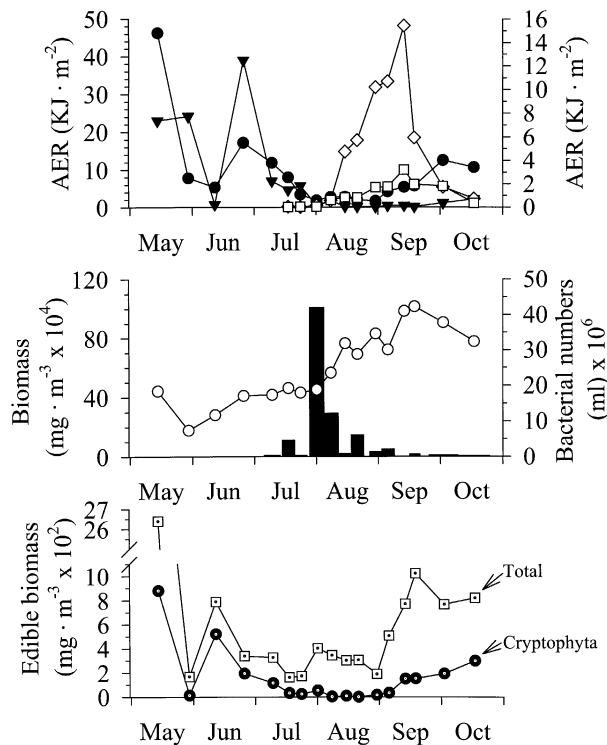 AER (KJ · m-2)
50
40
30
20
10
0
16
14
12
10
8
6
4
2
0
AER (KJ · m-2)
May Jun Jul Aug Sep Oct
Biomass
(mg · m-3 x 104)
120
80
40
0
50
40
30
20
10
0
Bacterial numbers
(ml) x 106
May Jun Jul Aug Sep Oct
Edible biomass
(mg · m-3 x 102)
27
26
10
8
6
4
2
0
Total
Cryptophyta
May Jun Jul Aug Sep Oct